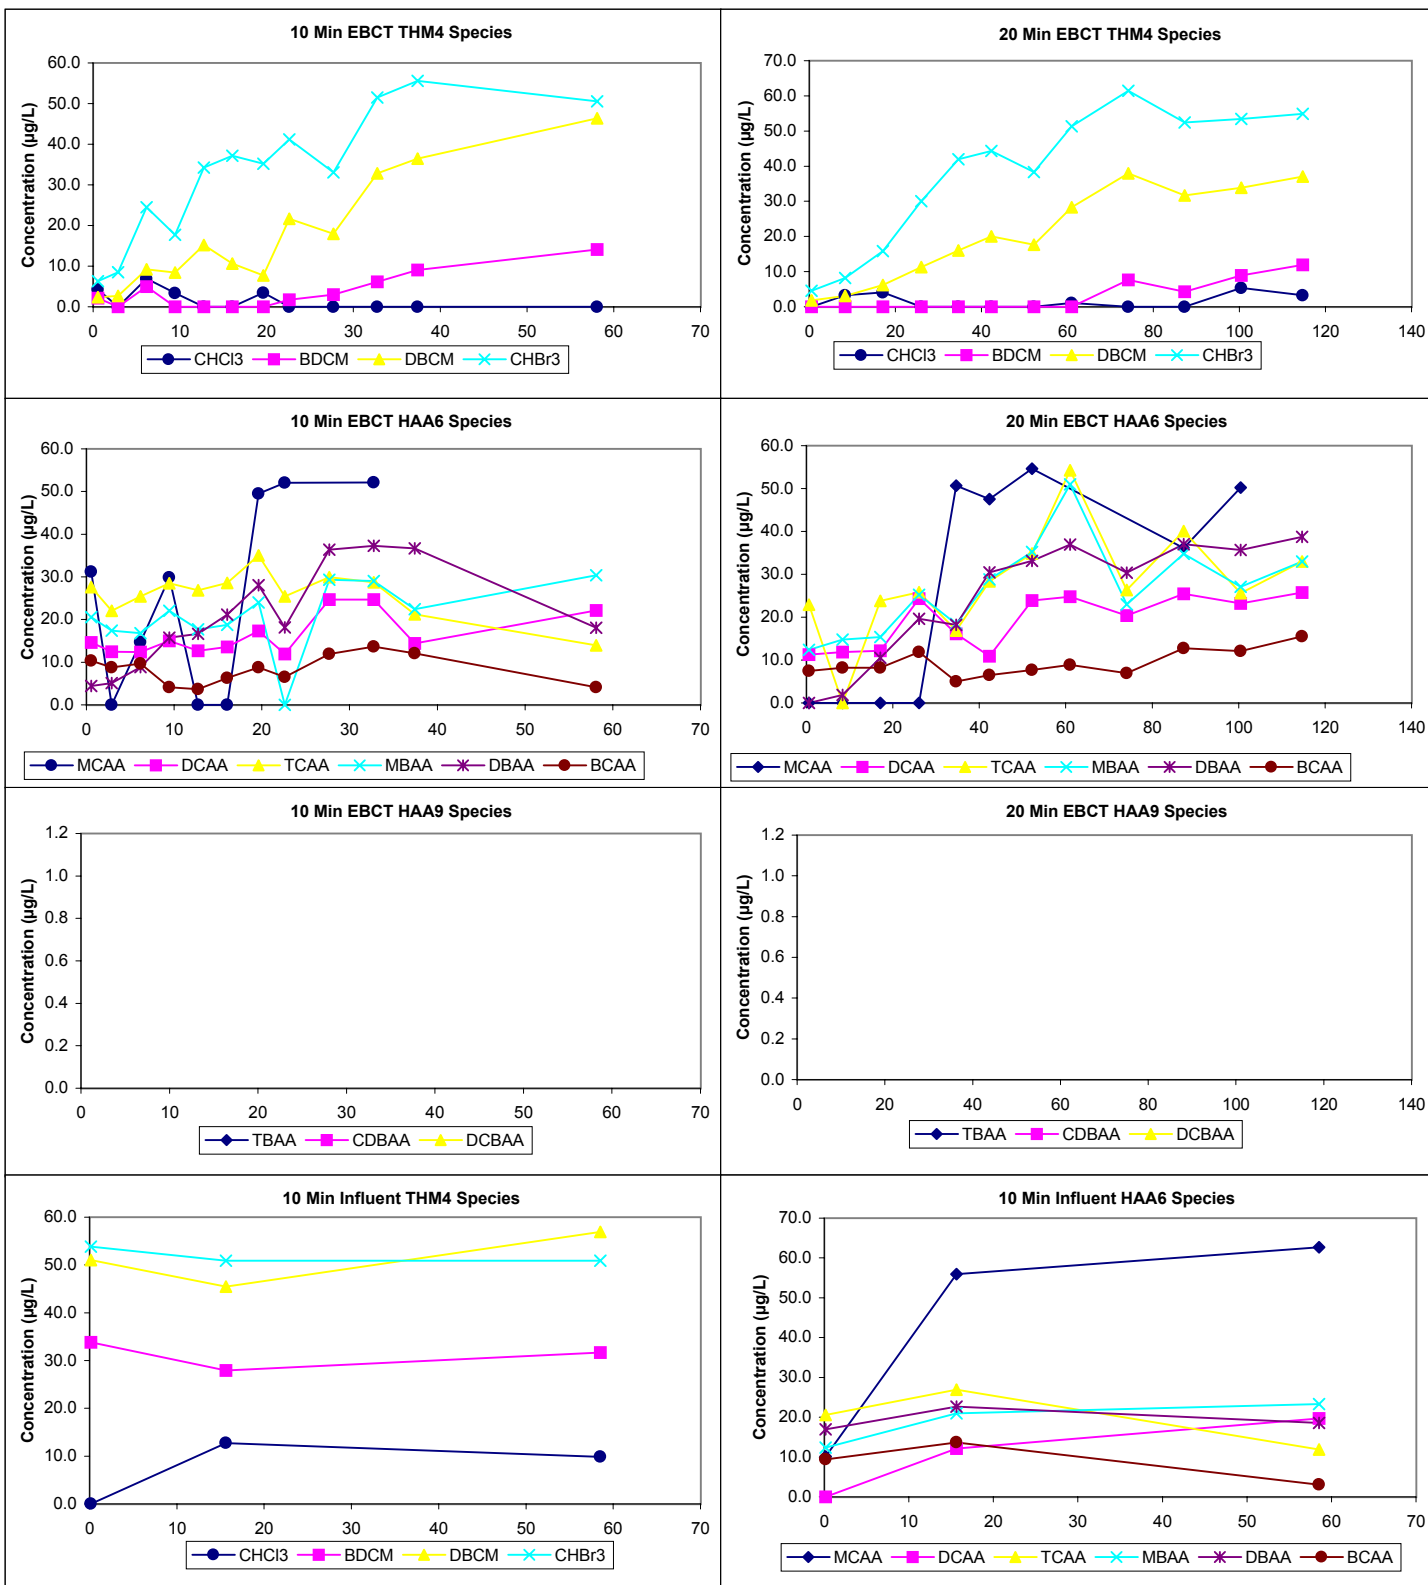 10 Min EBCT THM4 Species
Concentration (µg/L)
60.0
50.0
40.0
30.0
20.0
10.0
0.0
0 10 20 30 40 50 60 70
CHCl3 BDCM DBCM CHBr3
20 Min EBCT THM4 Species
Concentration (µg/L)
70.0
60.0
50.0
40.0
30.0
20.0
10.0
0.0
0 20 40 60 80 100 120 140
CHCl3 BDCM DBCM CHBr3
10 Min EBCT HAA6 Species
Concentration (µg/L)
60.0
50.0
40.0
30.0
20.0
10.0
0.0
0 10 20 30 40 50 60 70
MCAA DCAA TCAA MBAA DBAA BCAA
20 Min EBCT HAA6 Species
Concentration (µg/L)
60.0
50.0
40.0
30.0
20.0
10.0
0.0
0 20 40 60 80 100 120 140
MCAA DCAA TCAA MBAA DBAA BCAA
10 Min EBCT HAA9 Species
Concentration (µg/L)
1.2
1.0
0.8
0.6
0.4
0.2
0.0
0 10 20 30 40 50 60 70
TBAA CDBAA DCBAA
20 Min EBCT HAA9 Species
Concentration (µg/L)
1.2
1.0
0.8
0.6
0.4
0.2
0.0
0 20 40 60 80 100 120 140
TBAA CDBAA DCBAA
10 Min Influent THM4 Species
Concentration (µg/L)
60.0
50.0
40.0
30.0
20.0
10.0
0.0
0 10 20 30 40 50 60 70
CHCl3 BDCM DBCM CHBr3
10 Min Influent HAA6 Species
Concentration (µg/L)
70.0
60.0
50.0
40.0
30.0
20.0
10.0
0.0
0 10 20 30 40 50 60 70
MCAA DCAA TCAA MBAA DBAA BCAA